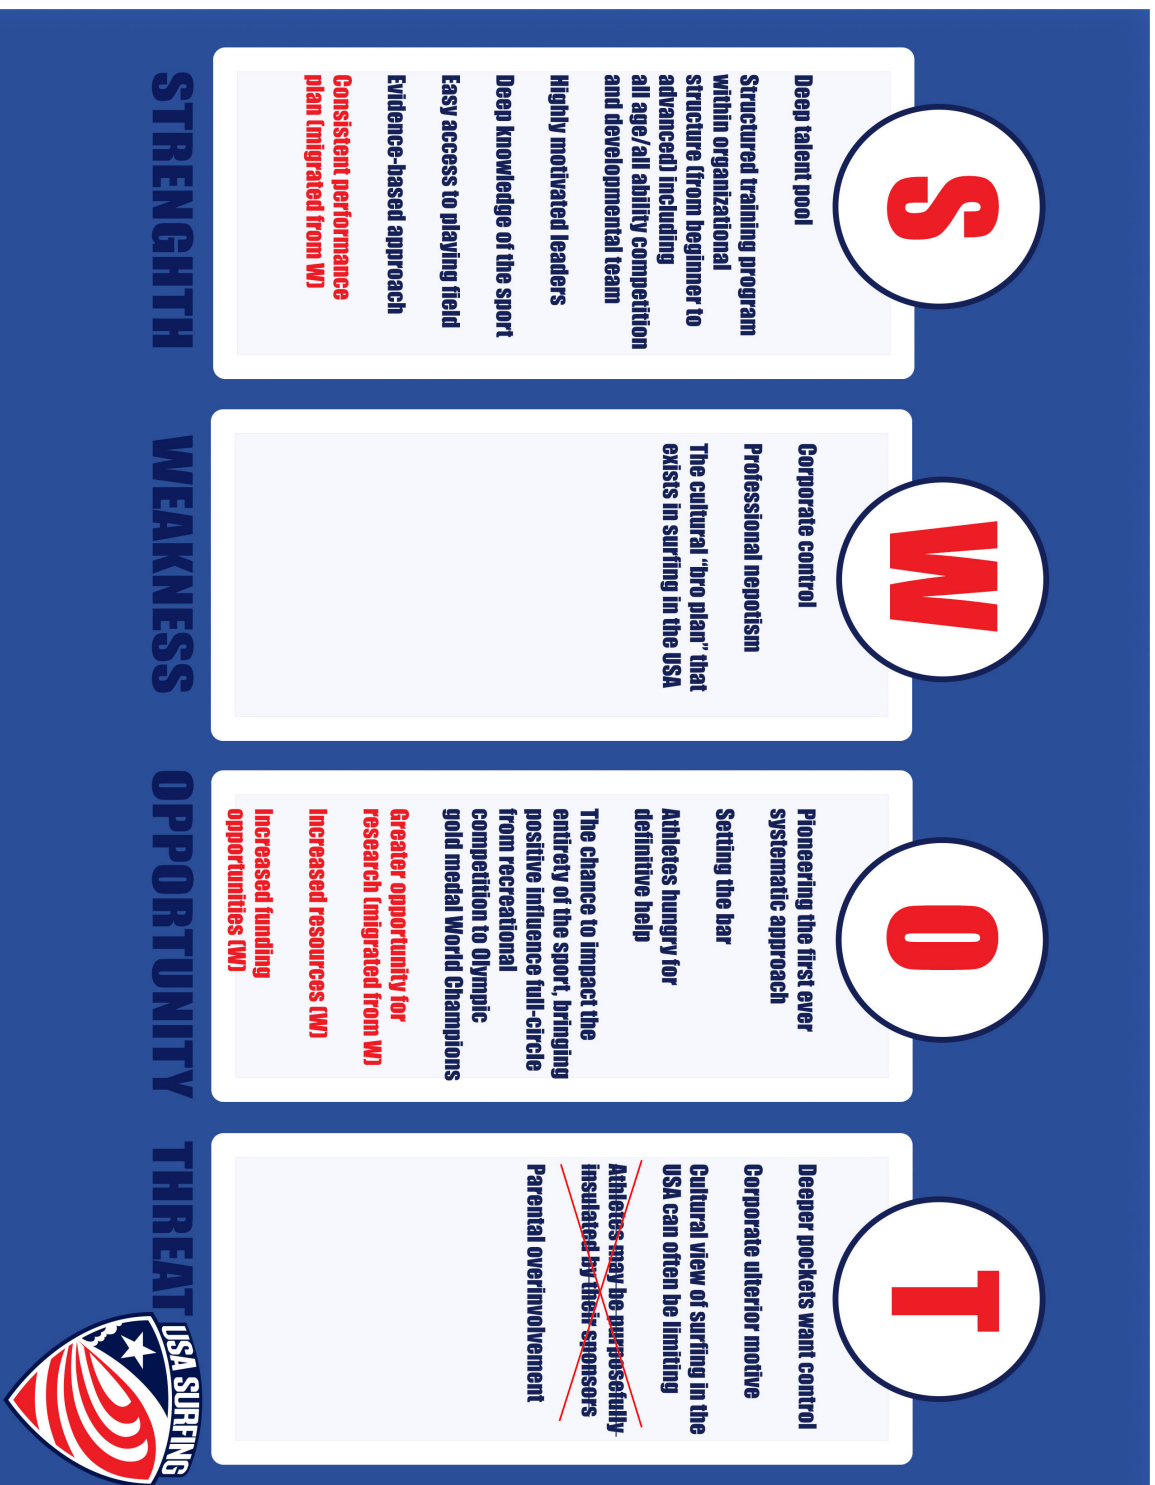 S
Deep talent pool
Structured training program
within organizational
structure (from beginner to
advanced) including
all age/all ability competition
and developmental team
Highly motivated leaders
Deep knowledge of the sport
Easy access to playing field
Evidence-based approach
Consistent performance
plan (migrated from W)
STRENGHTH
W
Corporate control
Professional nepotism
The cultural “bro plan” that
exists in surfing in the USA
WEAKNESS
O
Pioneering the first ever
systematic approach
Setting the bar
Athletes hungry for
definitive help
The chance to impact the
entirety of the sport, bringing
positive influence full-circle
from recreational
competition to Olympic
gold medal World Champions
Greater opportunity for
research (migrated from W)
Increased resources (W)
Increased funding
opportunities (W)
OPPORTUNITY
T
Deeper pockets want control
Corporate ulterior motive
Cultural view of surfing in the
USA can often be limiting
Athletes may be purposefully
insulated by their sponsors
Parental overinvolvement
THREAT
USA SURFING